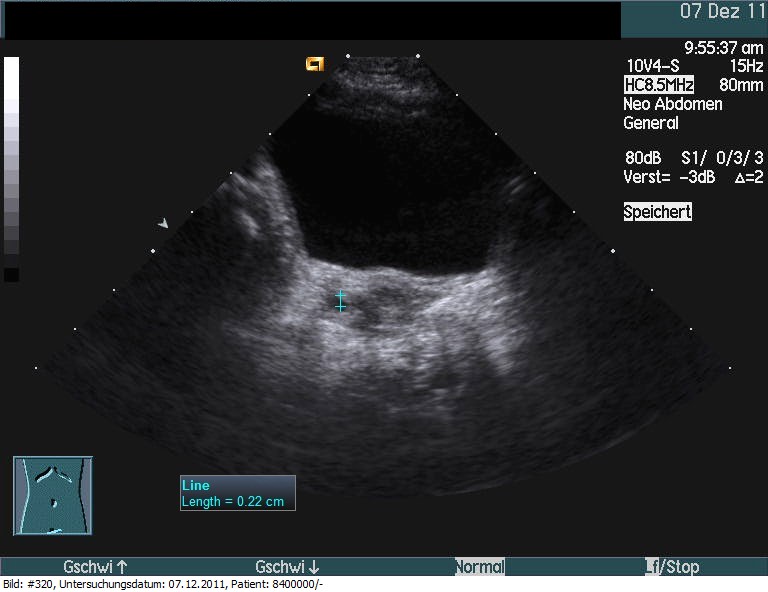 07 Dez 11
9:55:37 am
10V4-S 15Hz
HC8.5MHz 80mm
Neo Abdomen
General
80dB S1/ 0/3/ 3
Verst= -3dB Δ=2
Speichert
Line
Length = 0.22 cm
Gschwi↑ Gschwi↓ Normal Lf/Stop
Bild: #320, Untersuchungsdatum: 07.12.2011, Patient: 8400000/-